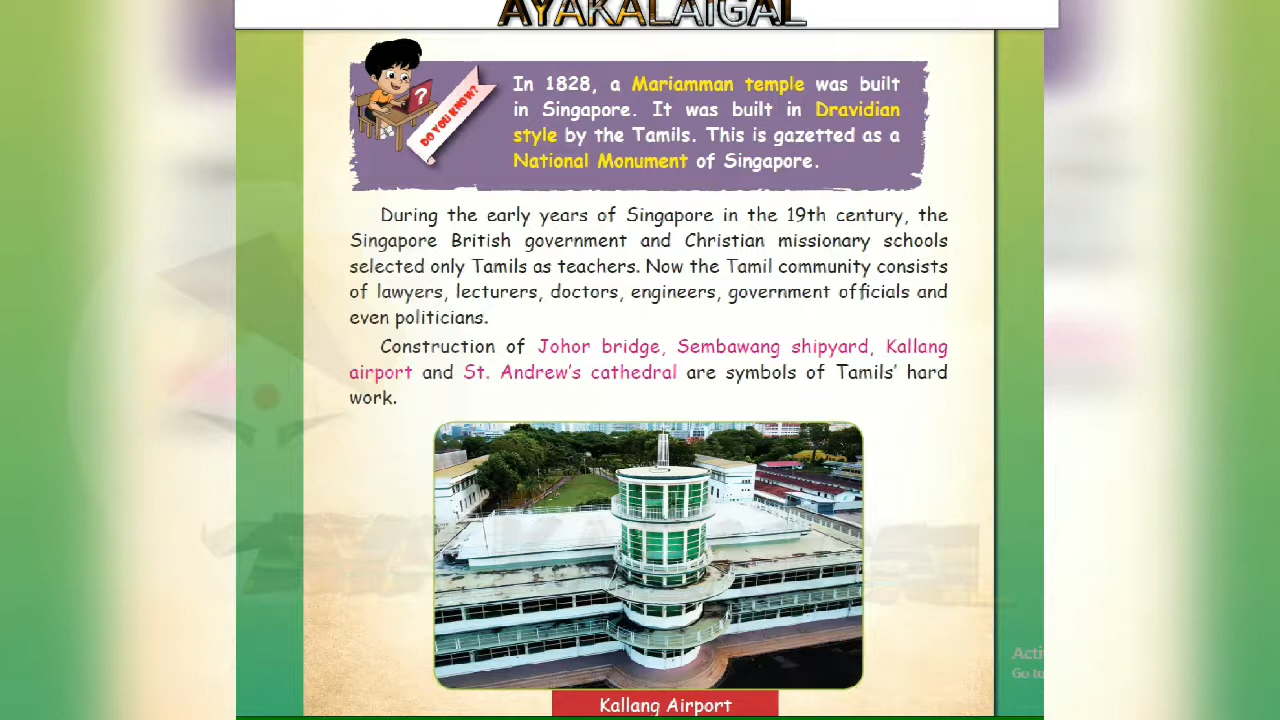 AYAKALAIGAL
DO YOU KNOW?
?
In 1828, a Mariamman temple was built
in Singapore. It was built in Dravidian
style by the Tamils. This is gazetted as a
National Monument of Singapore.
During the early years of Singapore in the 19th century, the
Singapore British government and Christian missionary schools
selected only Tamils as teachers. Now the Tamil community consists
of lawyers, lecturers, doctors, engineers, government officials and
even politicians.
Construction of Johor bridge, Sembawang shipyard, Kallang
airport and St. Andrew's cathedral are symbols of Tamils' hard
work.
Kallang Airport
Acti
Go to